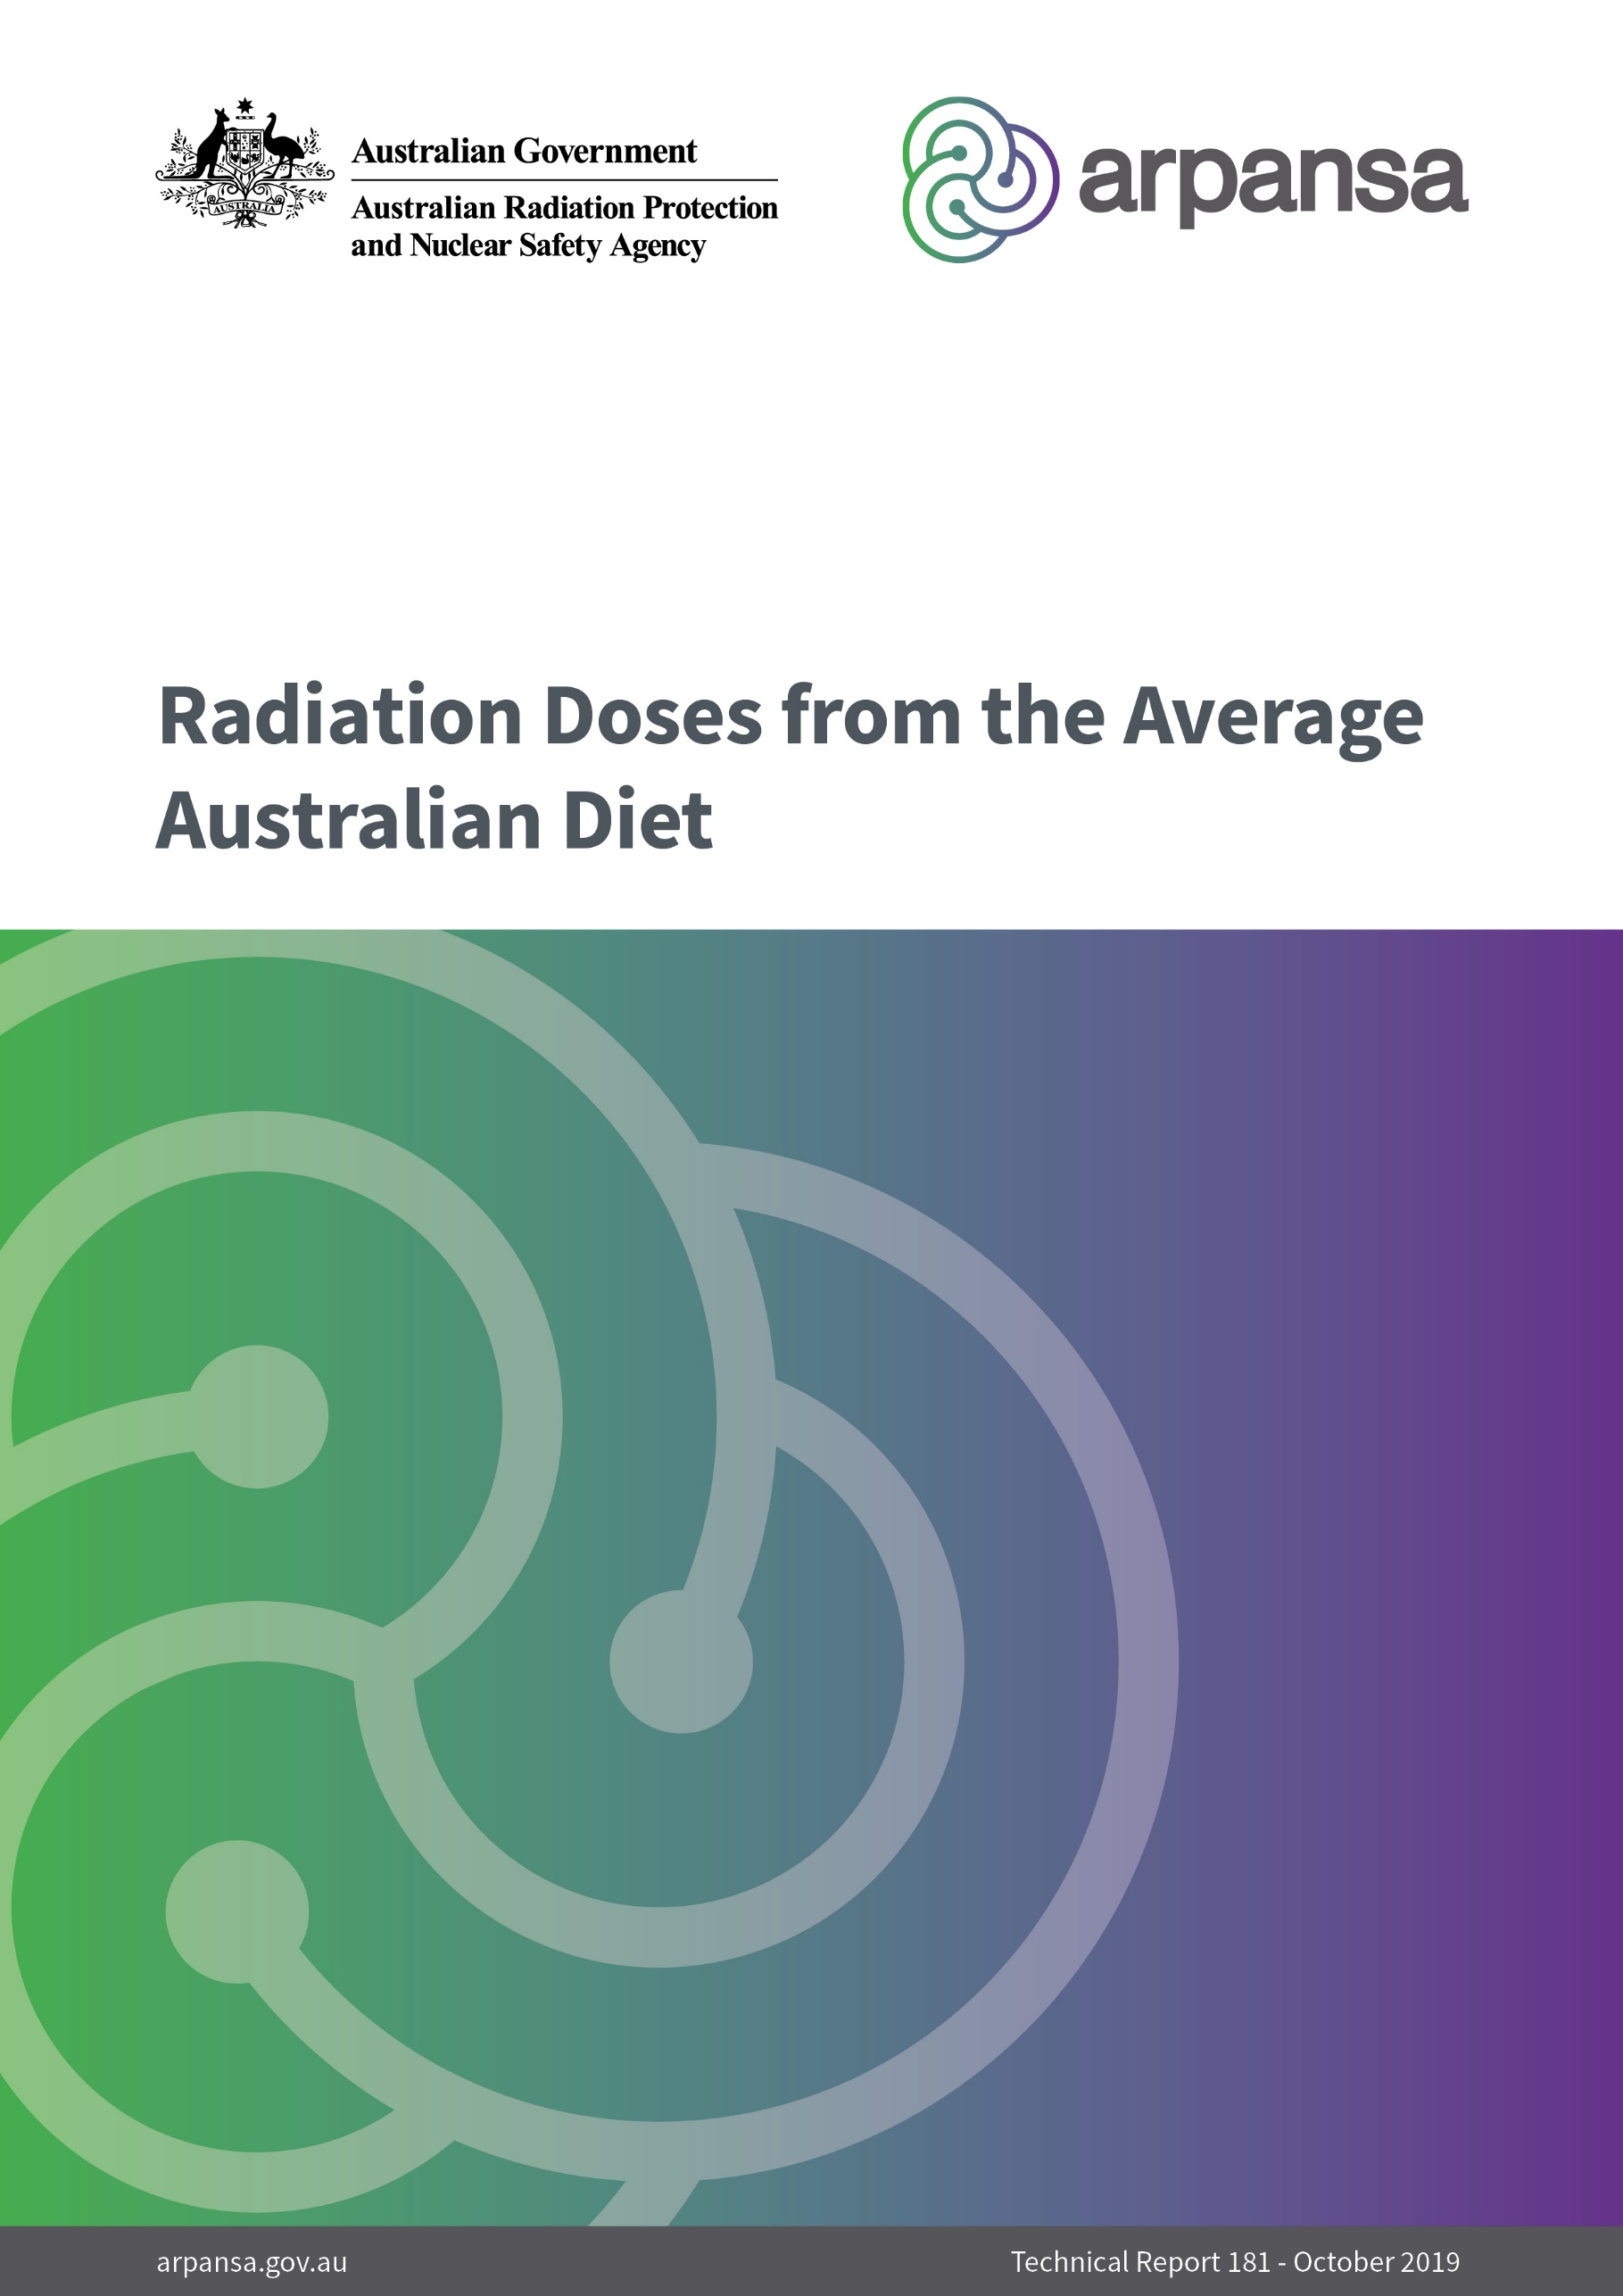 AUSTRALIA
Australian Government
Australian Radiation Protection
and Nuclear Safety Agency
arpansa
Radiation Doses from the Average
Australian Diet
arpansa.gov.au
Technical Report 181 - October 2019